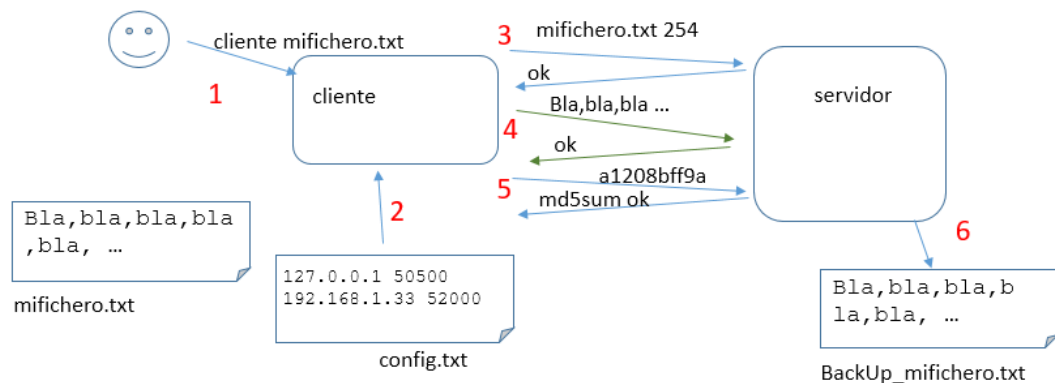 cliente mifichero.txt
1
cliente
3
mifichero.txt 254
ok
4
Bla,bla,bla ...
ok
5
a1208bff9a
md5sum ok
servidor
2
Bla,bla,bla,bla
,bla, …
mifichero.txt
127.0.0.1 50500
192.168.1.33 52000
config.txt
6
Bla,bla,bla,b
la,bla, …
BackUp_mifichero.txt